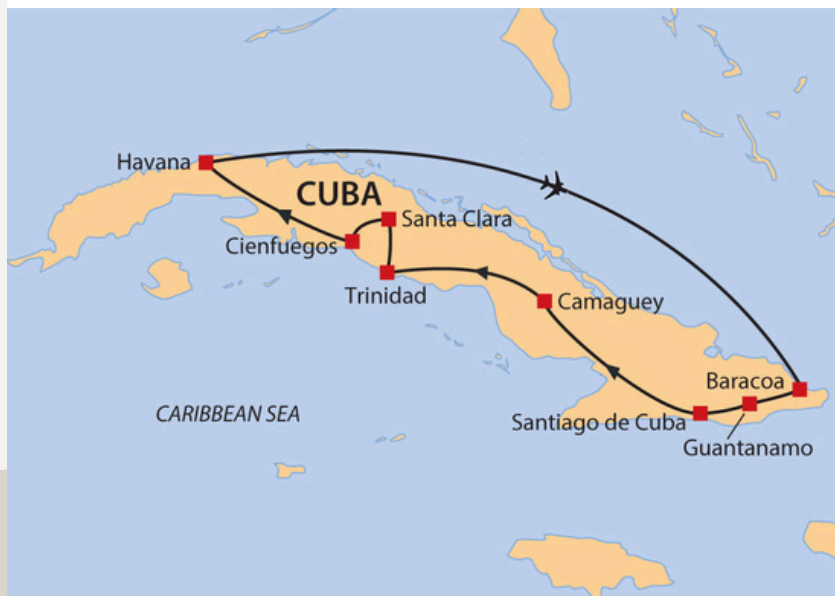 Havana
CUBA
Santa Clara
Cienfuegos
Trinidad
Camaguey
Baracoa
CARIBBEAN SEA
Santiago de Cuba
Guantanamo